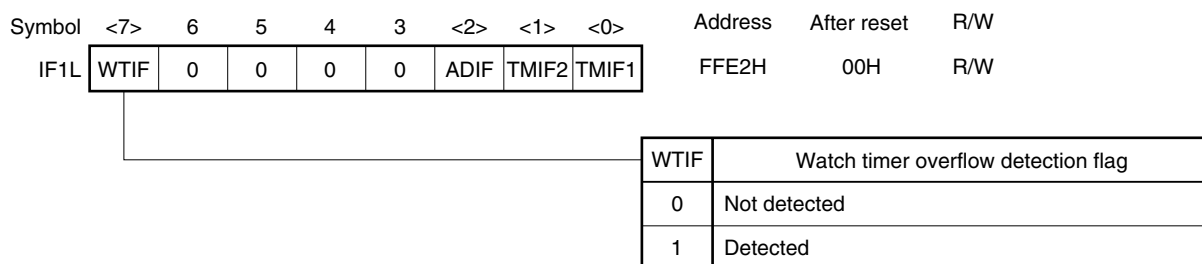 Symbol <7> 6 5 4 3 <2> <1> <0> Address After reset R/W
IF1L WTIF 0 0 0 0 ADIF TMIF2 TMIF1 FFE2H 00H R/W
WTIF Watch timer overflow detection flag
0 Not detected
1 Detected